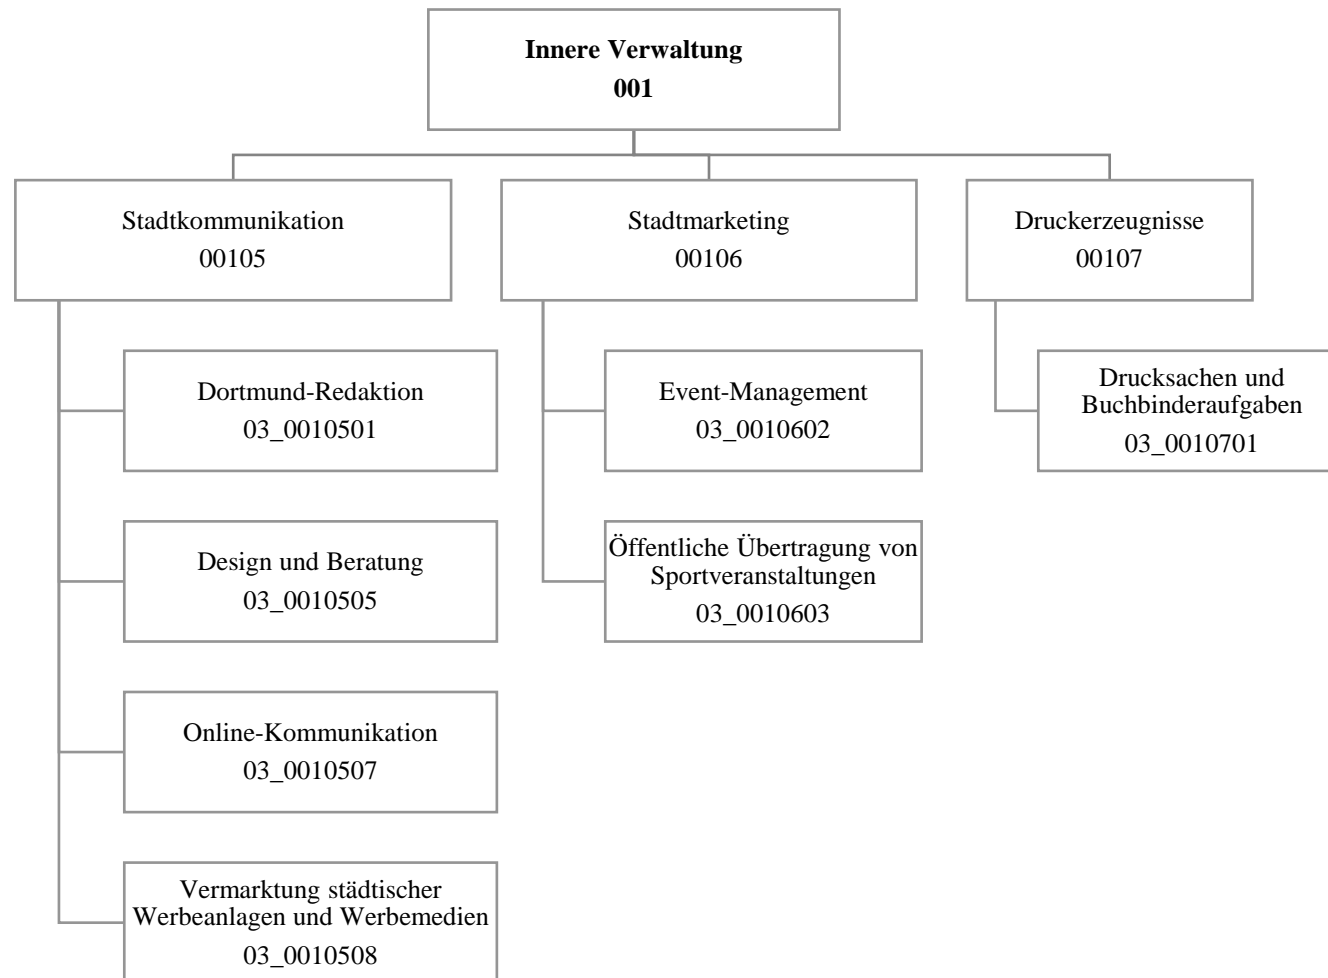 Innere Verwaltung
001
Stadtkommunikation
00105
Stadtmarketing
00106
Druckerzeugnisse
00107
Dortmund-Redaktion
03_0010501
Event-Management
03_0010602
Drucksachen und
Buchbinderaufgaben
03_0010701
Design und Beratung
03_0010505
Öffentliche Übertragung von
Sportveranstaltungen
03_0010603
Online-Kommunikation
03_0010507
Vermarktung städtischer
Werbeanlagen und Werbemedien
03_0010508